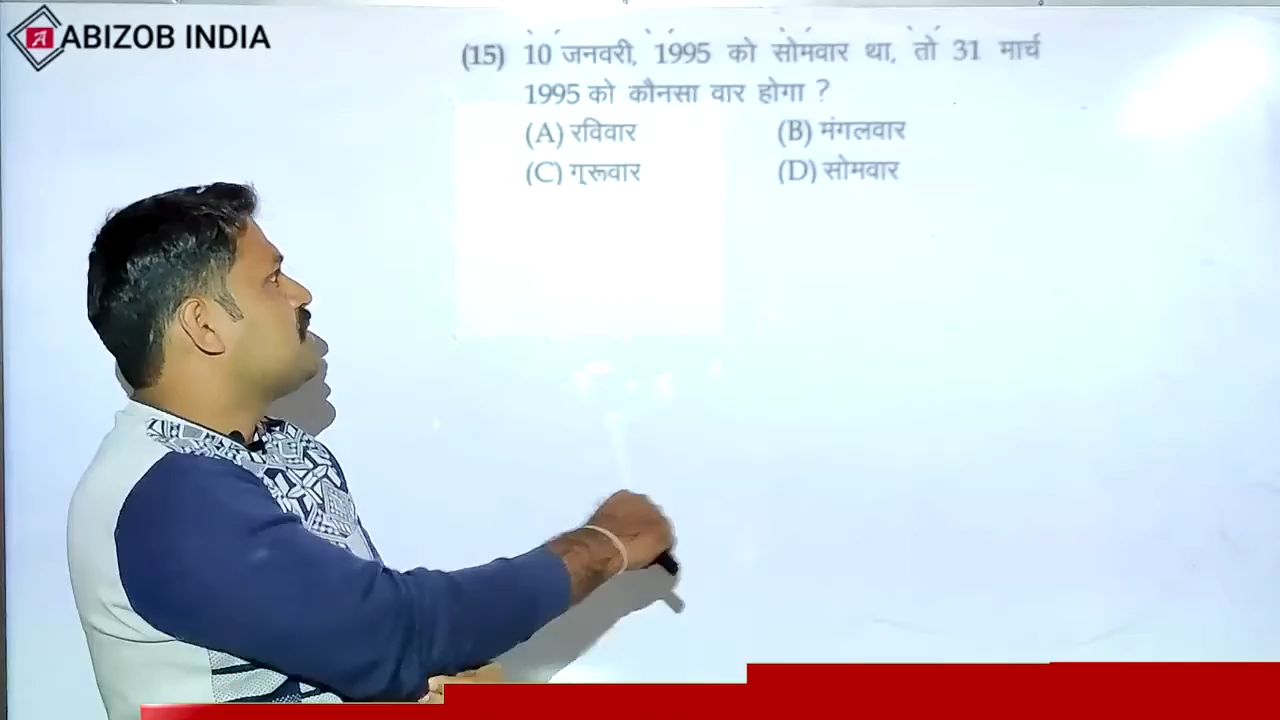 ABIZOB INDIA
(15) 10 जनवरी, 1995 को सोमवार था, तो 31 मार्च
1995 को कौनसा वार होगा ?
(A) रविवार (B) मंगलवार
(C) गुरूवार (D) सोमवार